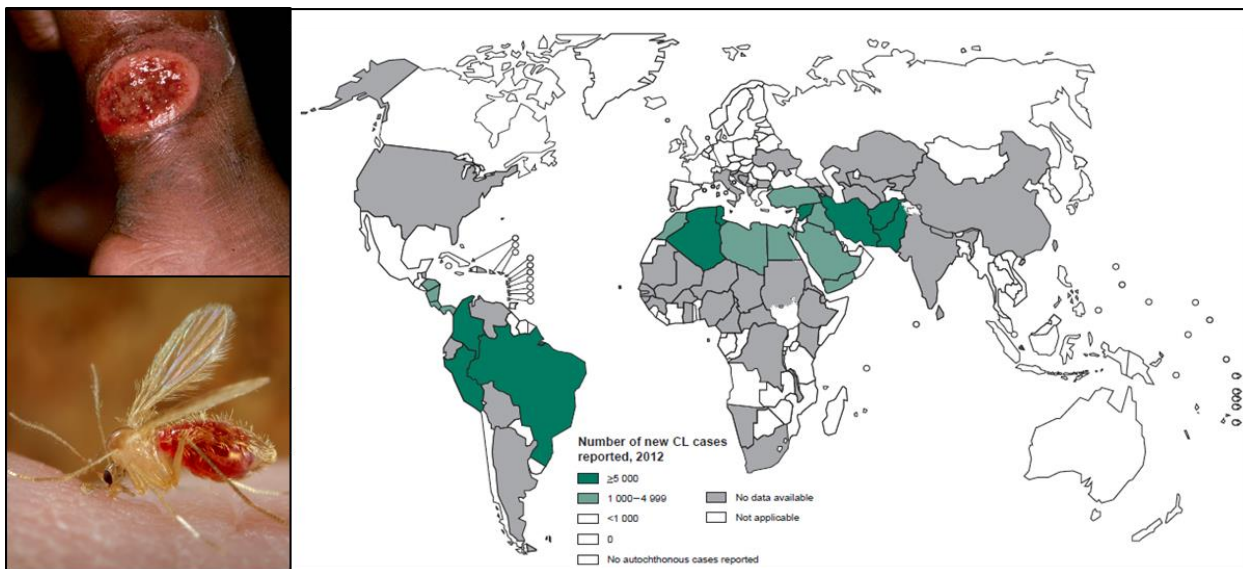 Number of new CL cases
reported, 2012
≥5 000
1 000–4 999
<1 000
0
No autochthonous cases reported
No data available
Not applicable